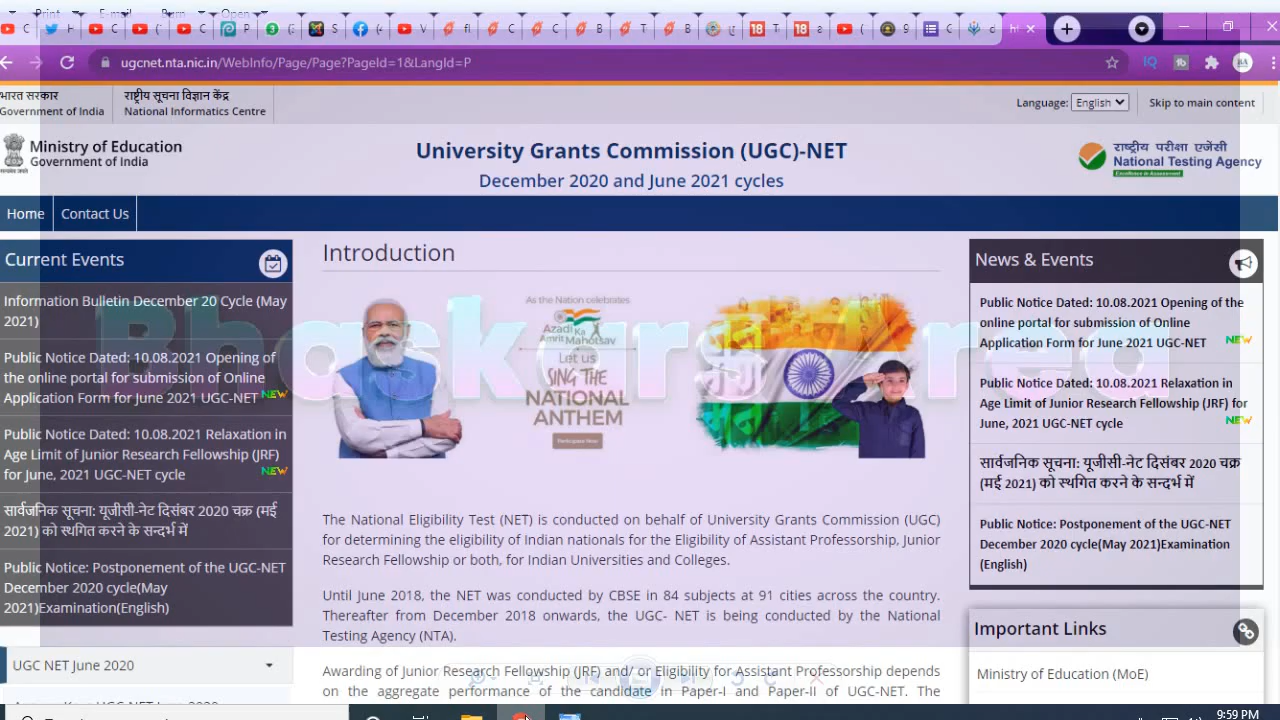 Print Email Burn Open
ugcnet.nta.nic.in/WebInfo/Page/Page?PageId=1&LangId=P
भारत सरकार
Government of India
राष्ट्रीय सूचना विज्ञान केंद्र
National Informatics Centre
Language: English
Skip to main content
Ministry of Education
Government of India
University Grants Commission (UGC)-NET
December 2020 and June 2021 cycles
राष्ट्रीय परीक्षा एजेंसी
National Testing Agency
Excellence in Assessment
Home
Contact Us
Current Events
Information Bulletin December 20 Cycle (May
2021)
Public Notice Dated: 10.08.2021 Opening of
the online portal for submission of Online
Application Form for June 2021 UGC-NET NEW
Public Notice Dated: 10.08.2021 Relaxation in
Age Limit of Junior Research Fellowship (JRF)
for June, 2021 UGC-NET cycle NEW
सार्वजनिक सूचना: यूजीसी-नेट दिसंबर 2020 चक्र (मई
2021) को स्थगित करने के सन्दर्भ में
Public Notice: Postponement of the UGC-NET
December 2020 cycle(May
2021)Examination(English)
UGC NET June 2020
Introduction
As the Nation celebrates
Azadi
Ka
Amrit Mahotsav
Let us
SING THE
NATIONAL
ANTHEM
Participate Now
Bhaskars Area
The National Eligibility Test (NET) is conducted on behalf of University Grants Commission (UGC)
for determining the eligibility of Indian nationals for the Eligibility of Assistant Professorship, Junior
Research Fellowship or both, for Indian Universities and Colleges.
Until June 2018, the NET was conducted by CBSE in 84 subjects at 91 cities across the country.
Thereafter from December 2018 onwards, the UGC- NET is being conducted by the National
Testing Agency (NTA).
Awarding of Junior Research Fellowship (JRF) and/ or Eligibility for Assistant Professorship depends
on the aggregate performance of the candidate in Paper-I and Paper-II of UGC-NET. The
News & Events
Public Notice Dated: 10.08.2021 Opening of the
online portal for submission of Online
Application Form for June 2021 UGC-NET NEW
Public Notice Dated: 10.08.2021 Relaxation in
Age Limit of Junior Research Fellowship (JRF) for
June, 2021 UGC-NET cycle NEW
सार्वजनिक सूचना: यूजीसी-नेट दिसंबर 2020 चक्र
(मई 2021) को स्थगित करने के सन्दर्भ में
Public Notice: Postponement of the UGC-NET
December 2020 cycle(May 2021)Examination
(English)
Important Links
Ministry of Education (MoE)
9:59 PM